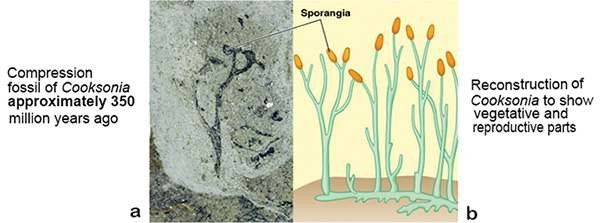 Sporangia
Compression
fossil of Cooksonia
approximately 350
million years ago
Reconstruction of
Cooksonia to show
vegetative and
reproductive parts
a
b